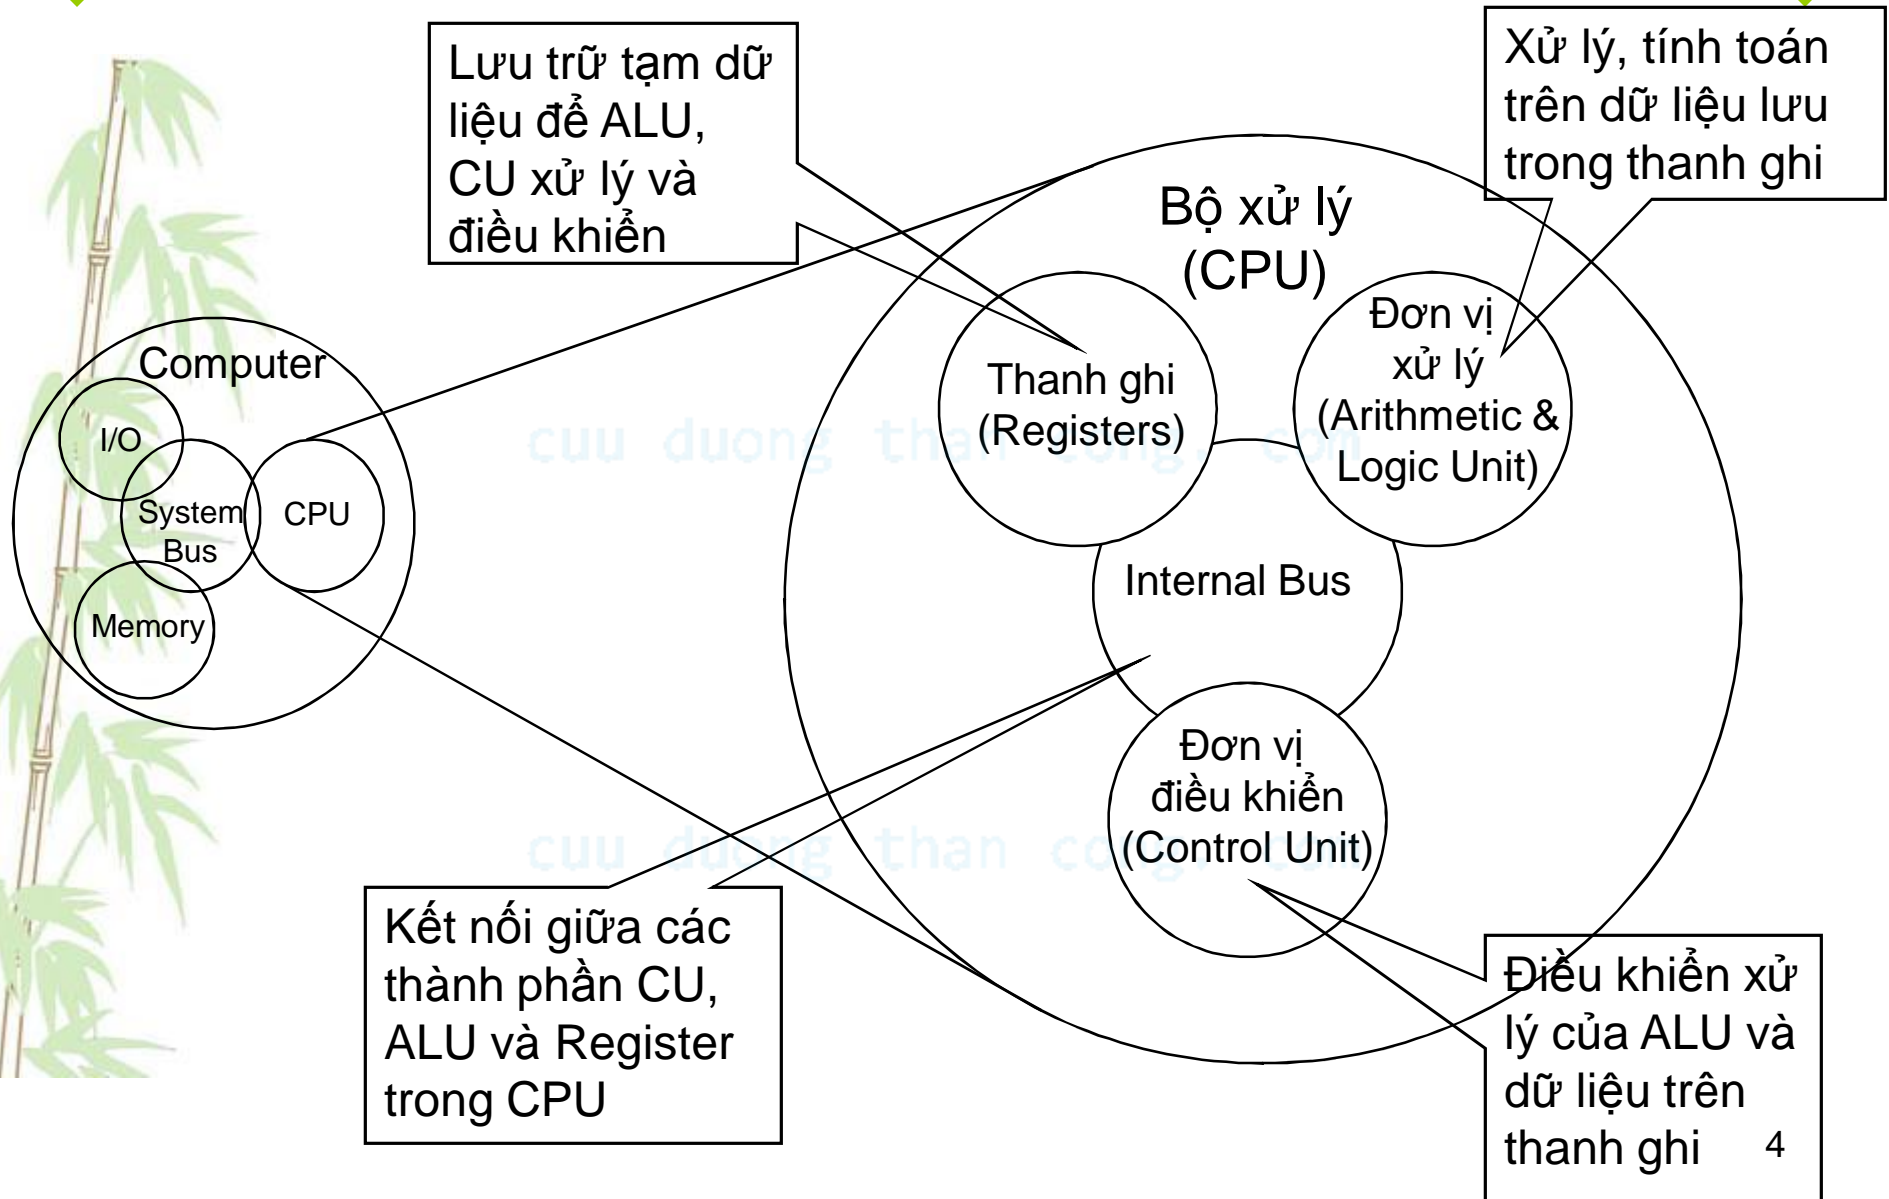 Lưu trữ tạm dữ
liệu để ALU,
CU xử lý và
điều khiển
Xử lý, tính toán
trên dữ liệu lưu
trong thanh ghi
Bộ xử lý
(CPU)
Computer
I/O
System
Bus
CPU
Memory
Thanh ghi
(Registers)
Đơn vị
xử lý
(Arithmetic &
Logic Unit)
cuu duong than cong. com
Internal Bus
Đơn vị
điều khiển
(Control Unit)
cuu duong than cong. com
Kết nối giữa các
thành phần CU,
ALU và Register
trong CPU
Điều khiển xử
lý của ALU và
dữ liệu trên
thanh ghi
4